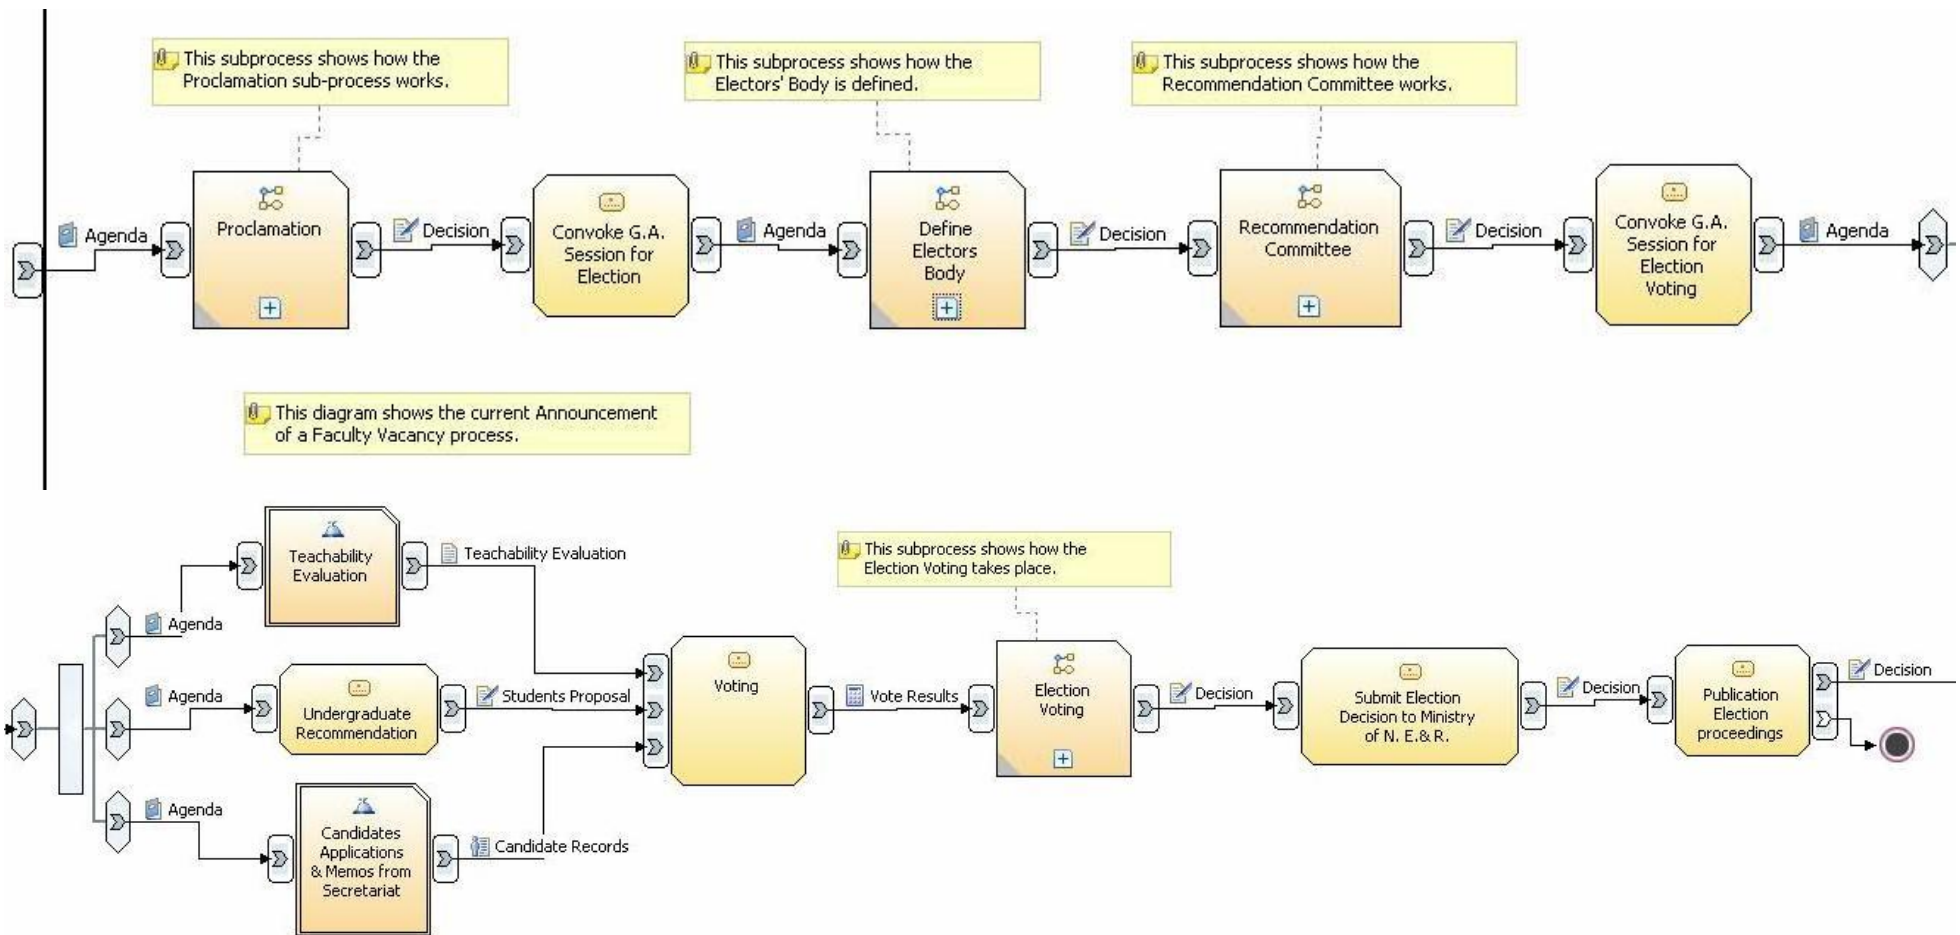 This subprocess shows how the
Proclamation sub-process works.
This subprocess shows how the
Electors' Body is defined.
This subprocess shows how the
Recommendation Committee works.
Agenda
Proclamation
Decision
Convoke G.A.
Session for
Election
Agenda
Define
Electors
Body
Decision
Recommendation
Committee
Decision
Convoke G.A.
Session for
Election
Voting
Agenda
This diagram shows the current Announcement
of a Faculty Vacancy process.
Agenda
Teachability
Evaluation
Teachability Evaluation
Agenda
Undergraduate
Recommendation
Students Proposal
Agenda
Candidates
Applications
& Memos from
Secretariat
Candidate Records
Voting
Vote Results
This subprocess shows how the
Election Voting takes place.
Election
Voting
Decision
Submit Election
Decision to Ministry
of N. E.& R.
Decision
Publication
Election
proceedings
Decision